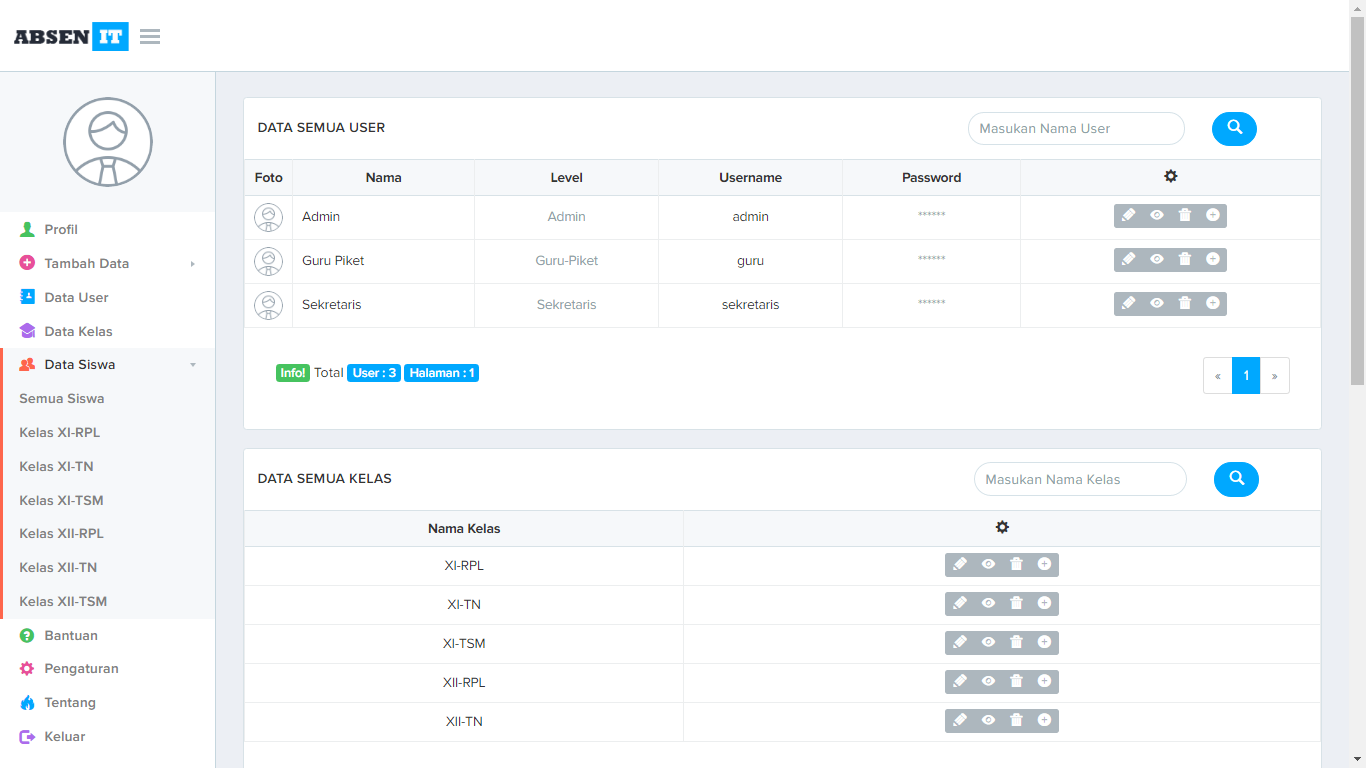 ABSEN IT
Profil
Tambah Data
Data User
Data Kelas
Data Siswa
Semua Siswa
Kelas XI-RPL
Kelas XI-TN
Kelas XI-TSM
Kelas XII-RPL
Kelas XII-TN
Kelas XII-TSM
Bantuan
Pengaturan
Tentang
Keluar
DATA SEMUA USER
Masukan Nama User
Foto Nama Level Username Password
Admin Admin admin ******
Guru Piket Guru-Piket guru ******
Sekretaris Sekretaris sekretaris ******
Info! Total User : 3 Halaman : 1
« 1 »
DATA SEMUA KELAS
Masukan Nama Kelas
Nama Kelas
XI-RPL
XI-TN
XI-TSM
XII-RPL
XII-TN